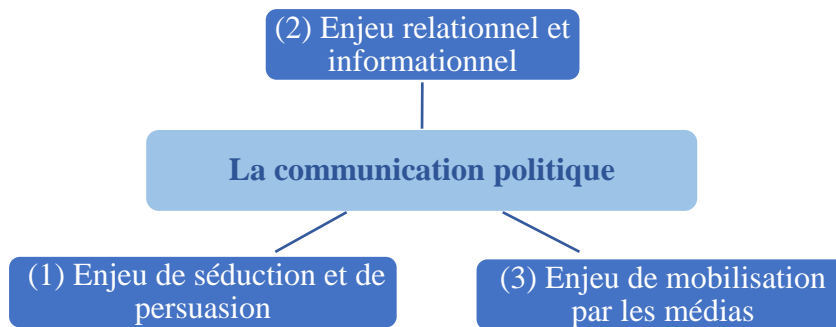 (2) Enjeu relationnel et
informationnel
La communication politique
(1) Enjeu de séduction et de
persuasion
(3) Enjeu de mobilisation
par les médias